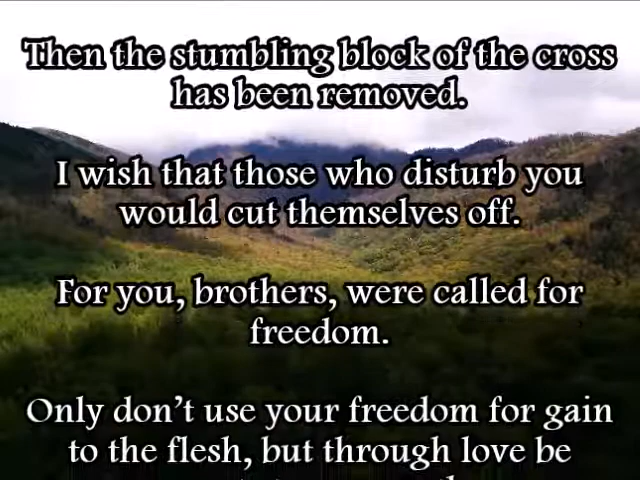 Then the stumbling block of the cross
has been removed.
I wish that those who disturb you
would cut themselves off.
For you, brothers, were called for
freedom.
Only don't use your freedom for gain
to the flesh, but through love be